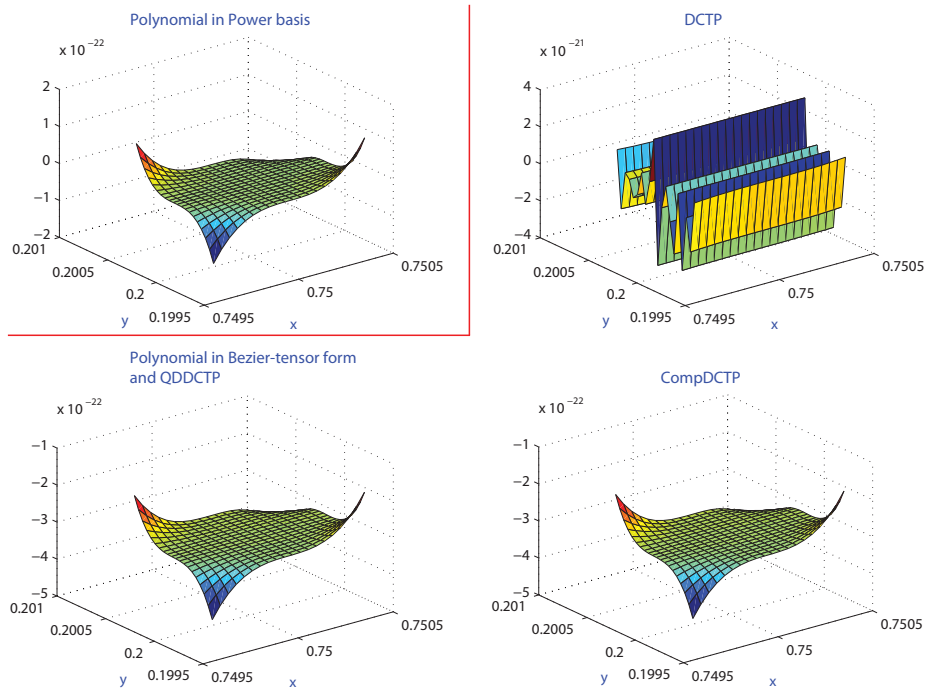 Polynomial in Power basis
x 10 −22
2
1
0
−1
−2
0.201
0.2005
0.2
0.1995
y
0.7495
0.75
0.7505
x
DCTP
x 10 −21
4
2
0
−2
−4
0.201
0.2005
0.2
0.1995
y
0.7495
0.75
0.7505
x
Polynomial in Bezier-tensor form
and QDDCTP
x 10 −22
−1
−2
−3
−4
−5
0.201
0.2005
0.2
0.1995
y
0.7495
0.75
0.7505
x
CompDCTP
x 10 −22
−1
−2
−3
−4
−5
0.201
0.2005
0.2
0.1995
y
0.7495
0.75
0.7505
x